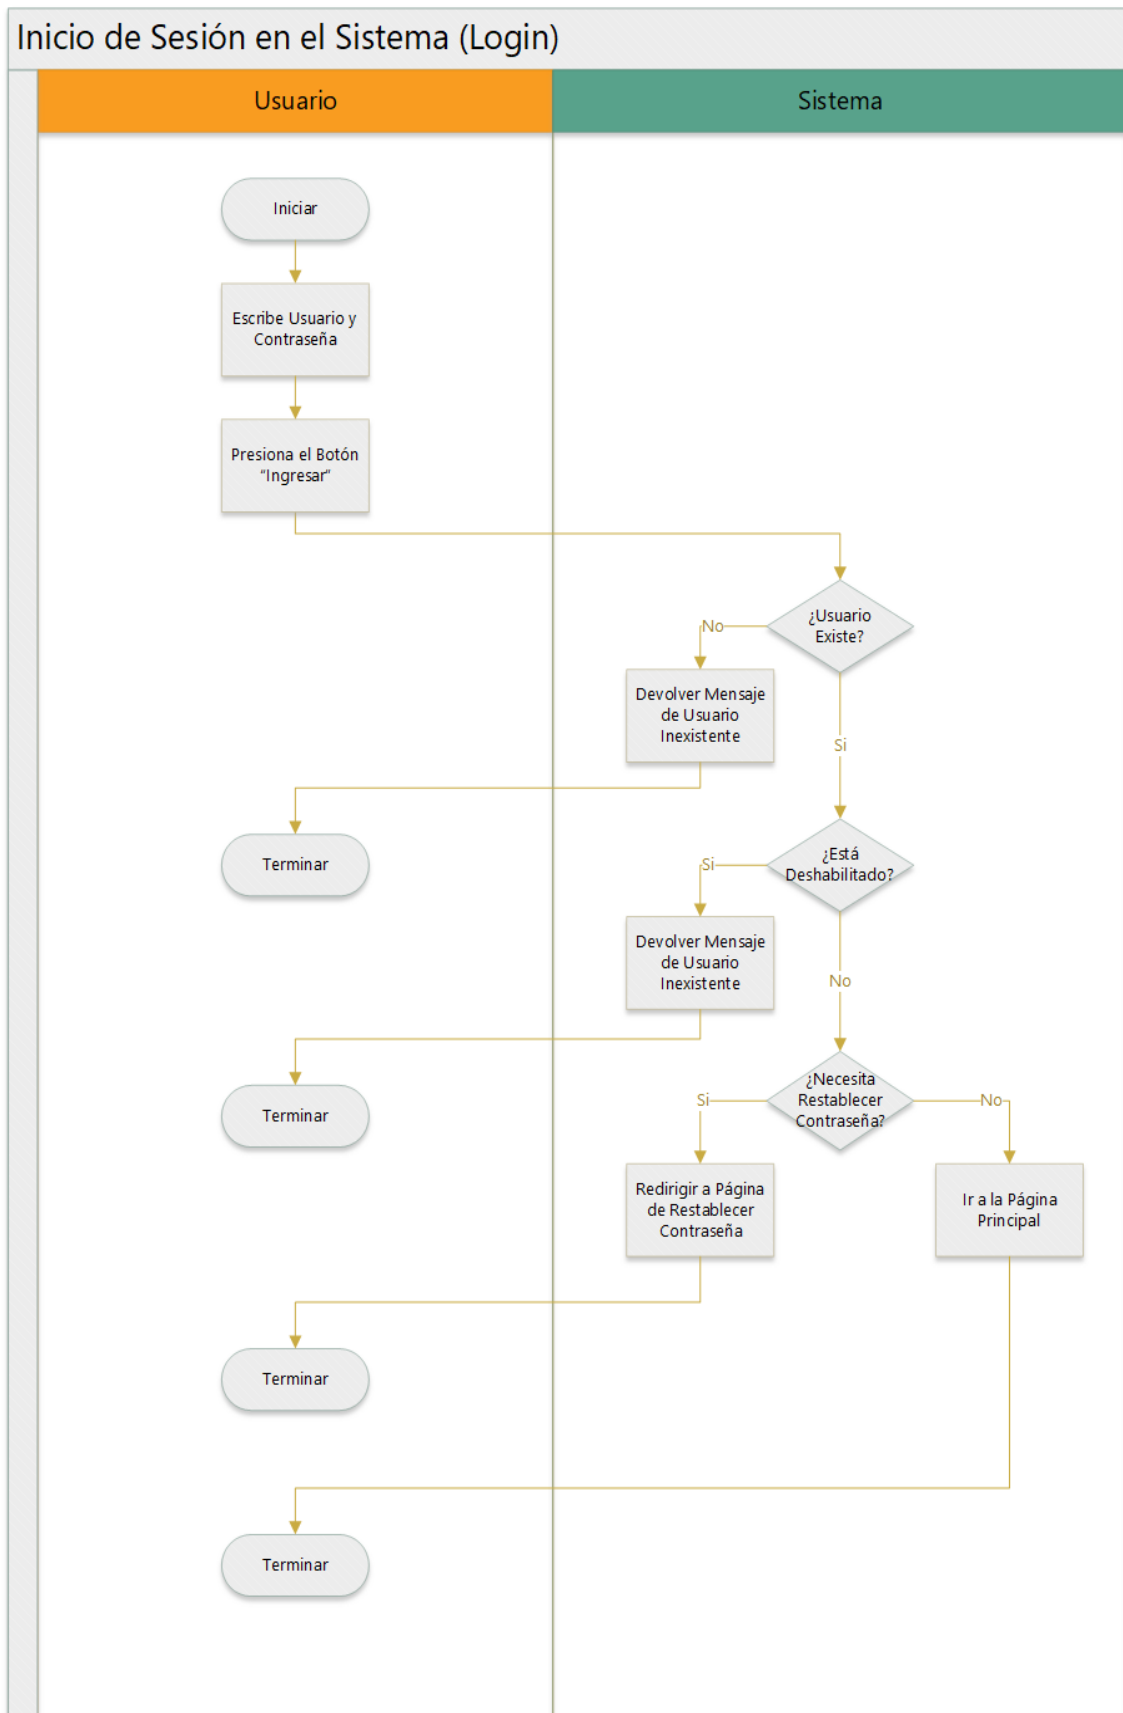 Inicio de Sesión en el Sistema (Login)
Usuario
Sistema
Iniciar
Escribe Usuario y
Contraseña
Presiona el Botón
“Ingresar”
¿Usuario
Existe?
No
Devolver Mensaje
de Usuario
Inexistente
Si
Terminar
¿Está
Deshabilitado?
Si
Devolver Mensaje
de Usuario
Inexistente
No
Terminar
¿Necesita
Restablecer
Contraseña?
Si
No
Redirigir a Página
de Restablecer
Contraseña
Ir a la Página
Principal
Terminar
Terminar